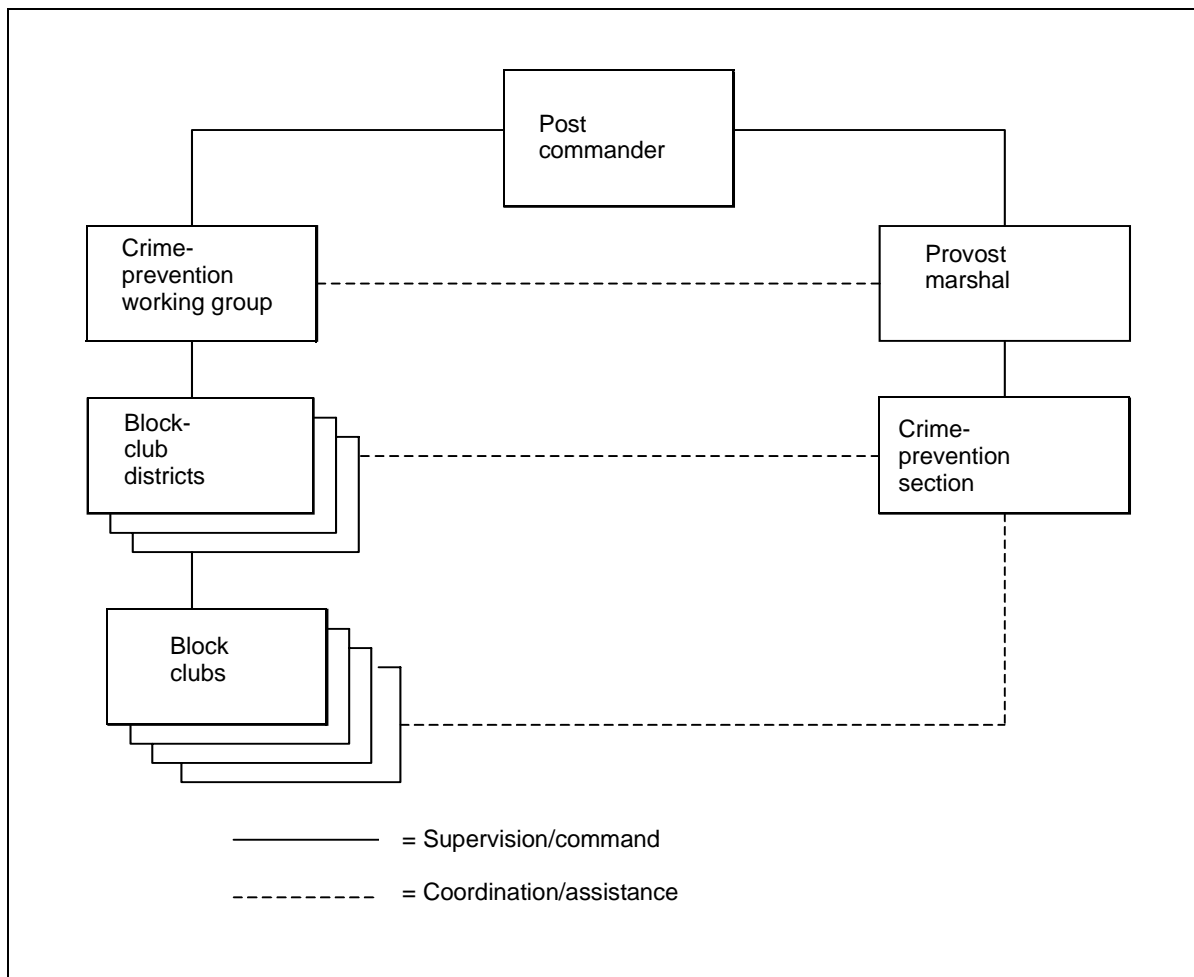 Post
commander
Crime-
prevention
working group
Provost
marshal
Block-
club
districts
Crime-
prevention
section
Block
clubs
= Supervision/command
= Coordination/assistance